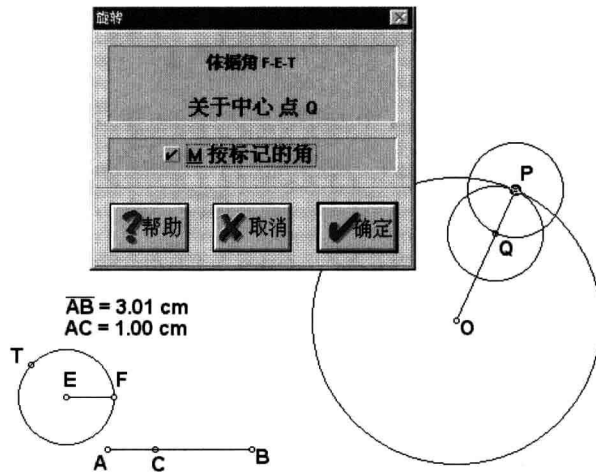 旋转
依据角 F-E-T
关于中心 点 Q
M 按标记的角
帮助
取消
确定
P
Q
O
AB = 3.01 cm
AC = 1.00 cm
T
E
F
A
C
B